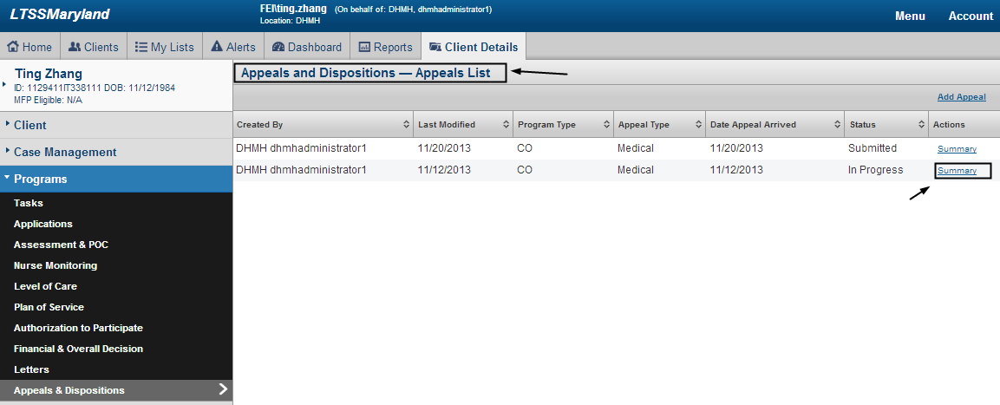 LTSSMaryland
FEI\ting.zhang (On behalf of: DHMH, dhmhadministrator1)
Location: DHMH
Menu Account
Home Clients My Lists Alerts Dashboard Reports Client Details
Ting Zhang
ID: 1129411IT338111 DOB: 11/12/1984
MFP Eligible: N/A
Client
Case Management
Programs
Tasks
Applications
Assessment & POC
Nurse Monitoring
Level of Care
Plan of Service
Authorization to Participate
Financial & Overall Decision
Letters
Appeals & Dispositions
Appeals and Dispositions — Appeals List
Add Appeal
Created By Last Modified Program Type Appeal Type Date Appeal Arrived Status Actions
DHMH dhmhadministrator1 11/20/2013 CO Medical 11/20/2013 Submitted Summary
DHMH dhmhadministrator1 11/12/2013 CO Medical 11/12/2013 In Progress Summary